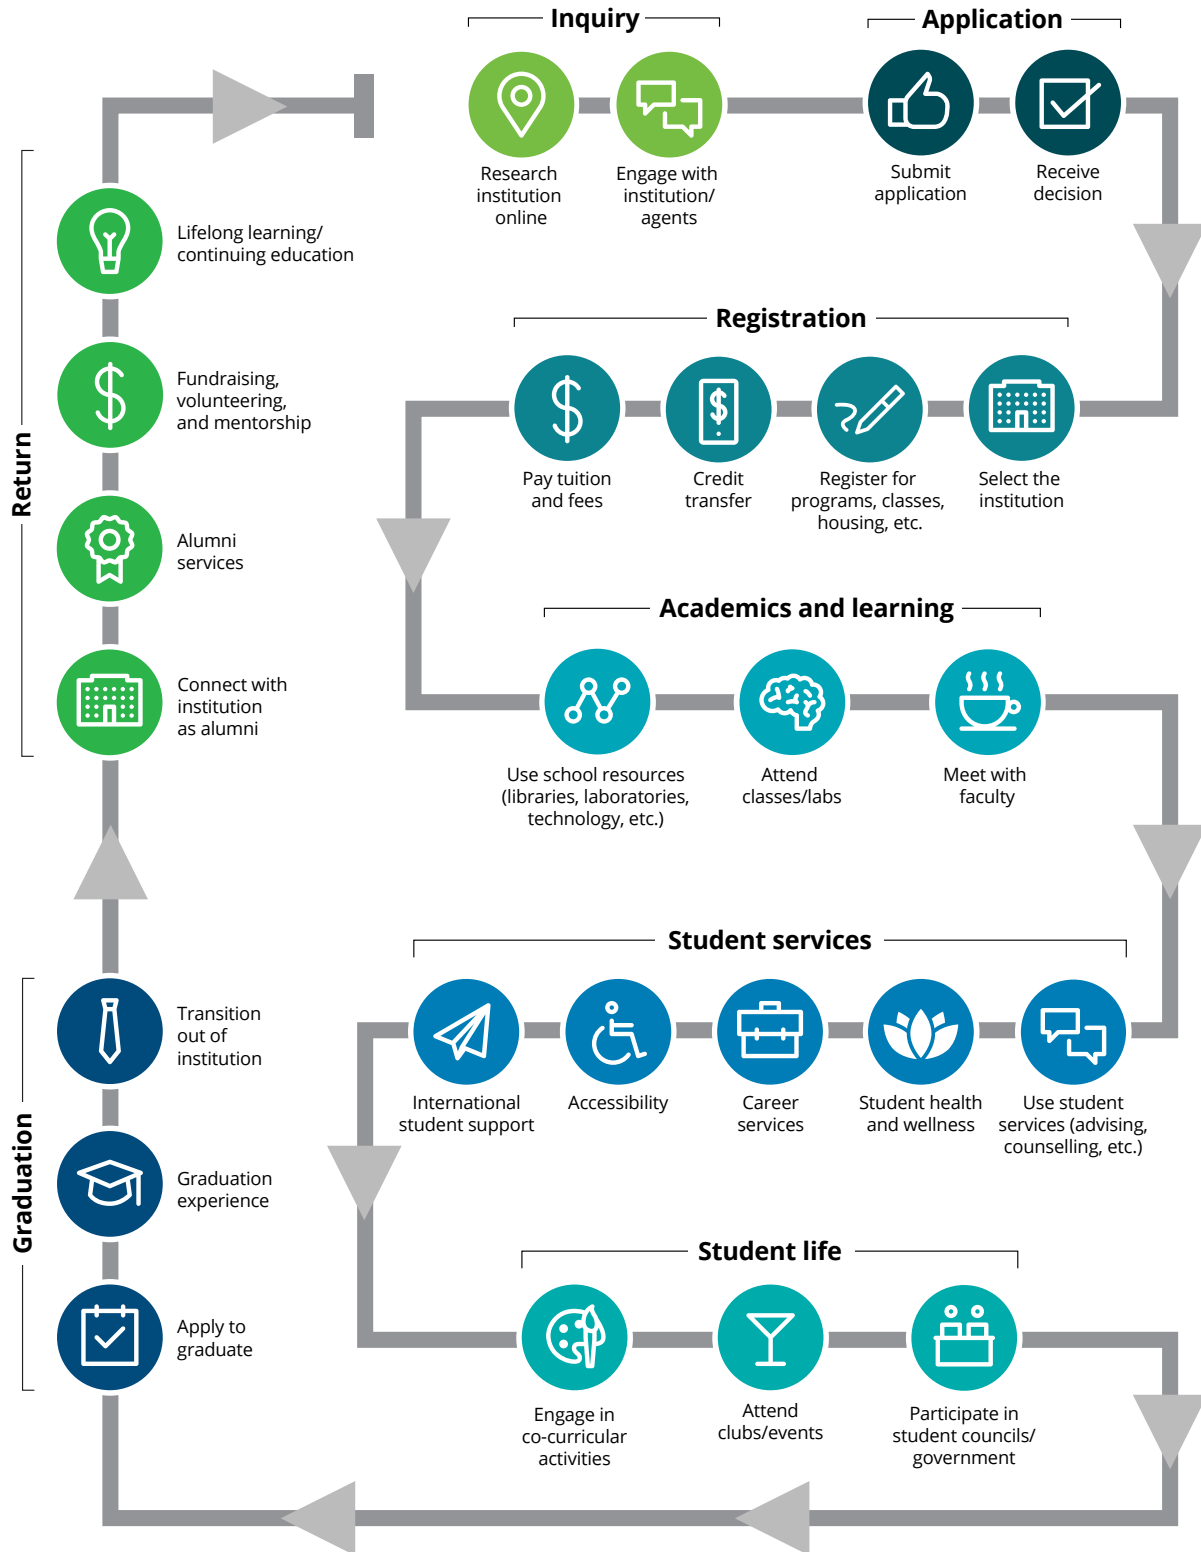 Inquiry
Research
institution
online
Engage with
institution/
agents
Application
Submit
application
Receive
decision
Registration
Pay tuition
and fees
Credit
transfer
Register for
programs, classes,
housing, etc.
Select the
institution
Academics and learning
Use school resources
(libraries, laboratories,
technology, etc.)
Attend
classes/labs
Meet with
faculty
Student services
International
student support
Accessibility
Career
services
Student health
and wellness
Use student
services (advising,
counselling, etc.)
Student life
Engage in
co-curricular
activities
Attend
clubs/events
Participate in
student councils/
government
Return
Lifelong learning/
continuing education
Fundraising,
volunteering,
and mentorship
Alumni
services
Connect with
institution
as alumni
Graduation
Transition
out of
institution
Graduation
experience
Apply to
graduate